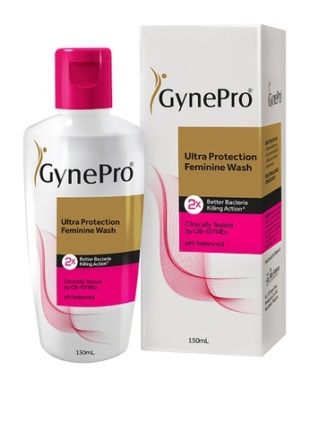 GynePro®
Ultra Protection
Feminine Wash
2x
Better Bacteria
Killing Action*
Clinically Tested
by OB-GYNEs
pH-balanced
150mL
GynePro®
Ultra Protection
Feminine Wash
2x
Better Bacteria
Killing Action*
Clinically Tested
by OB-GYNEs
pH-balanced
150mL